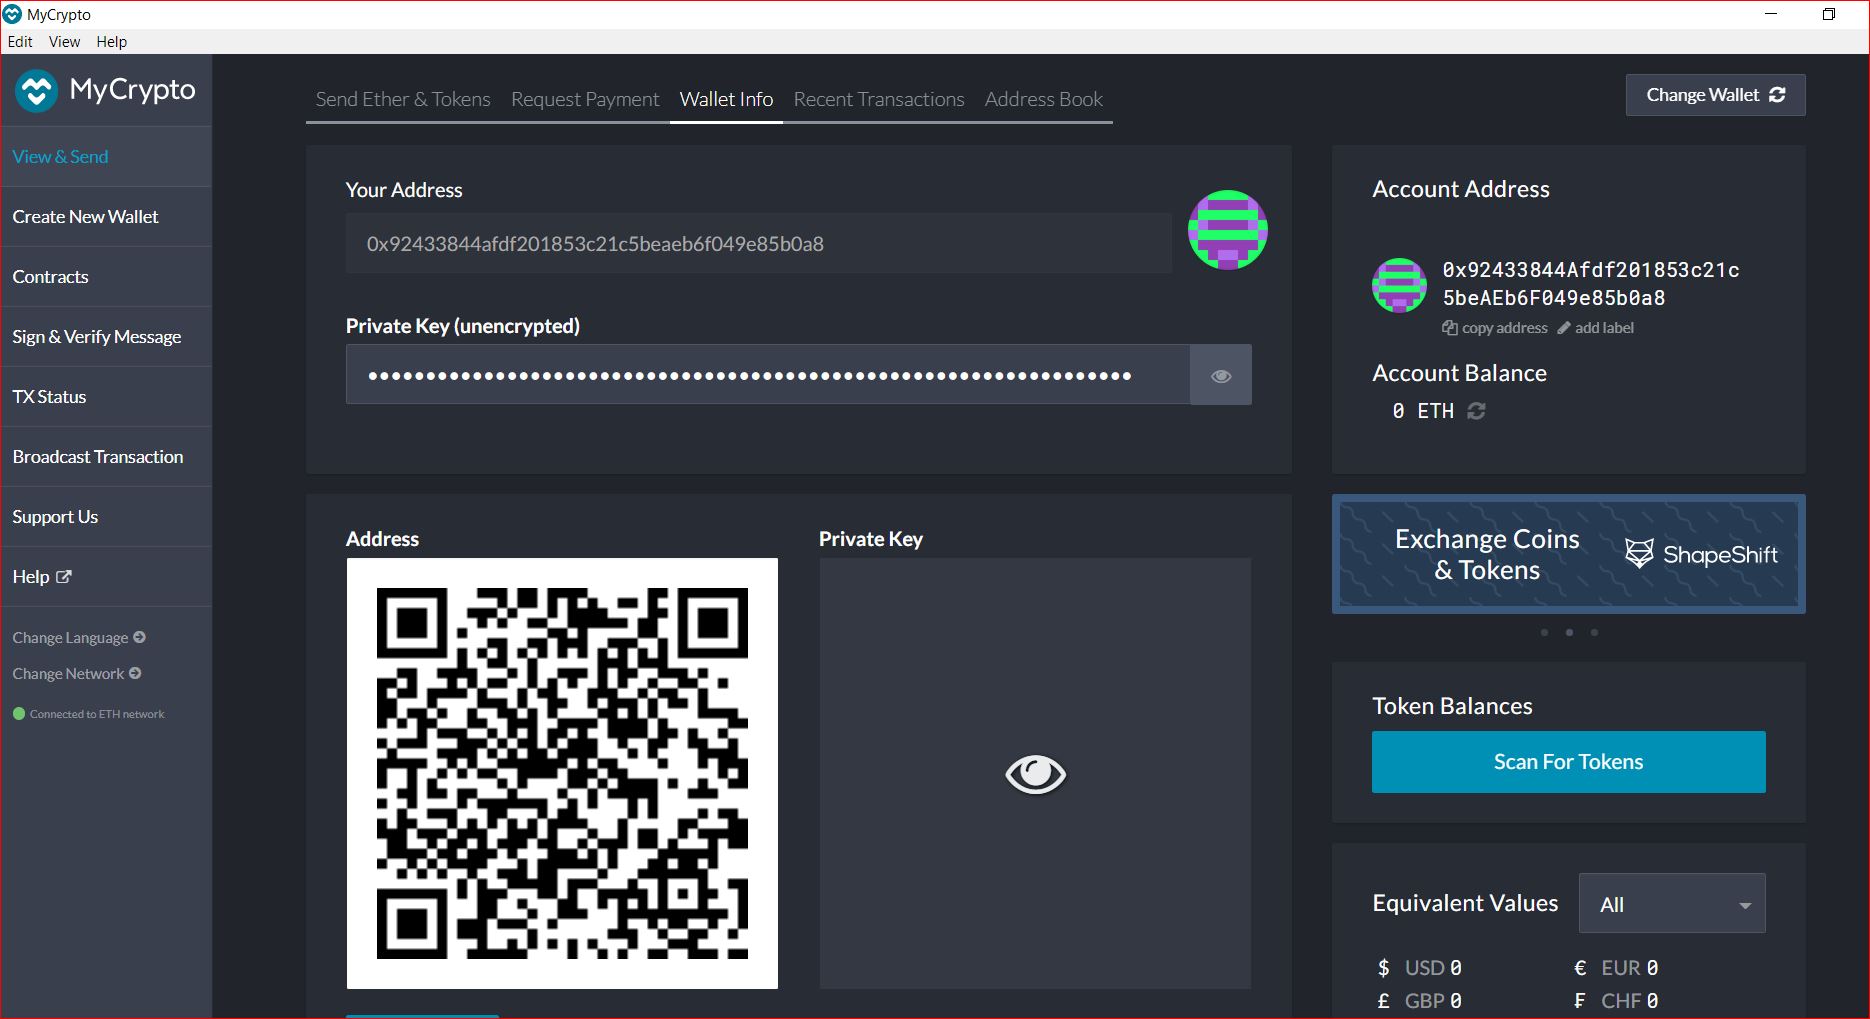 MyCrypto
Edit View Help
MyCrypto
View & Send
Create New Wallet
Contracts
Sign & Verify Message
TX Status
Broadcast Transaction
Support Us
Help
Change Language
Change Network
Connected to ETH network
Send Ether & Tokens Request Payment Wallet Info Recent Transactions Address Book
Change Wallet
Your Address
0x92433844afdf201853c21c5beaeb6f049e85b0a8
Private Key (unencrypted)
Address
Private Key
Account Address
0x92433844Afdf201853c21c
5beAEb6F049e85b0a8
copy address add label
Account Balance
0 ETH
Exchange Coins
& Tokens
ShapeShift
Token Balances
Scan For Tokens
Equivalent Values All
$ USD 0 € EUR 0
£ GBP 0 ₣ CHF 0